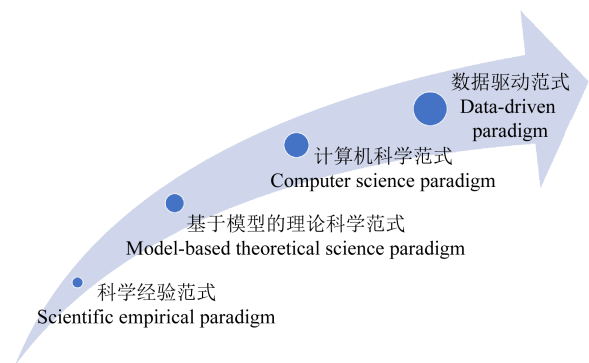 数据驱动范式
Data-driven
paradigm
计算机科学范式
Computer science paradigm
基于模型的理论科学范式
Model-based theoretical science paradigm
科学经验范式
Scientific empirical paradigm